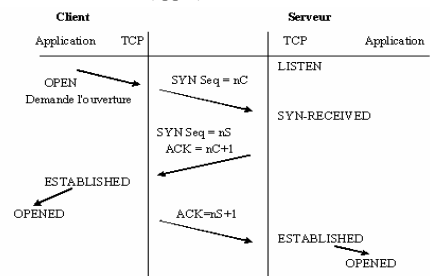 Client Serveur
Application TCP TCP Application
LISTEN
OPEN
Demande l'ouverture
SYN Seq = nC
SYN-RECEIVED
SYN Seq = nS
ACK = nC+1
ESTABLISHED
OPENED
ACK=nS+1
ESTABLISHED
OPENED